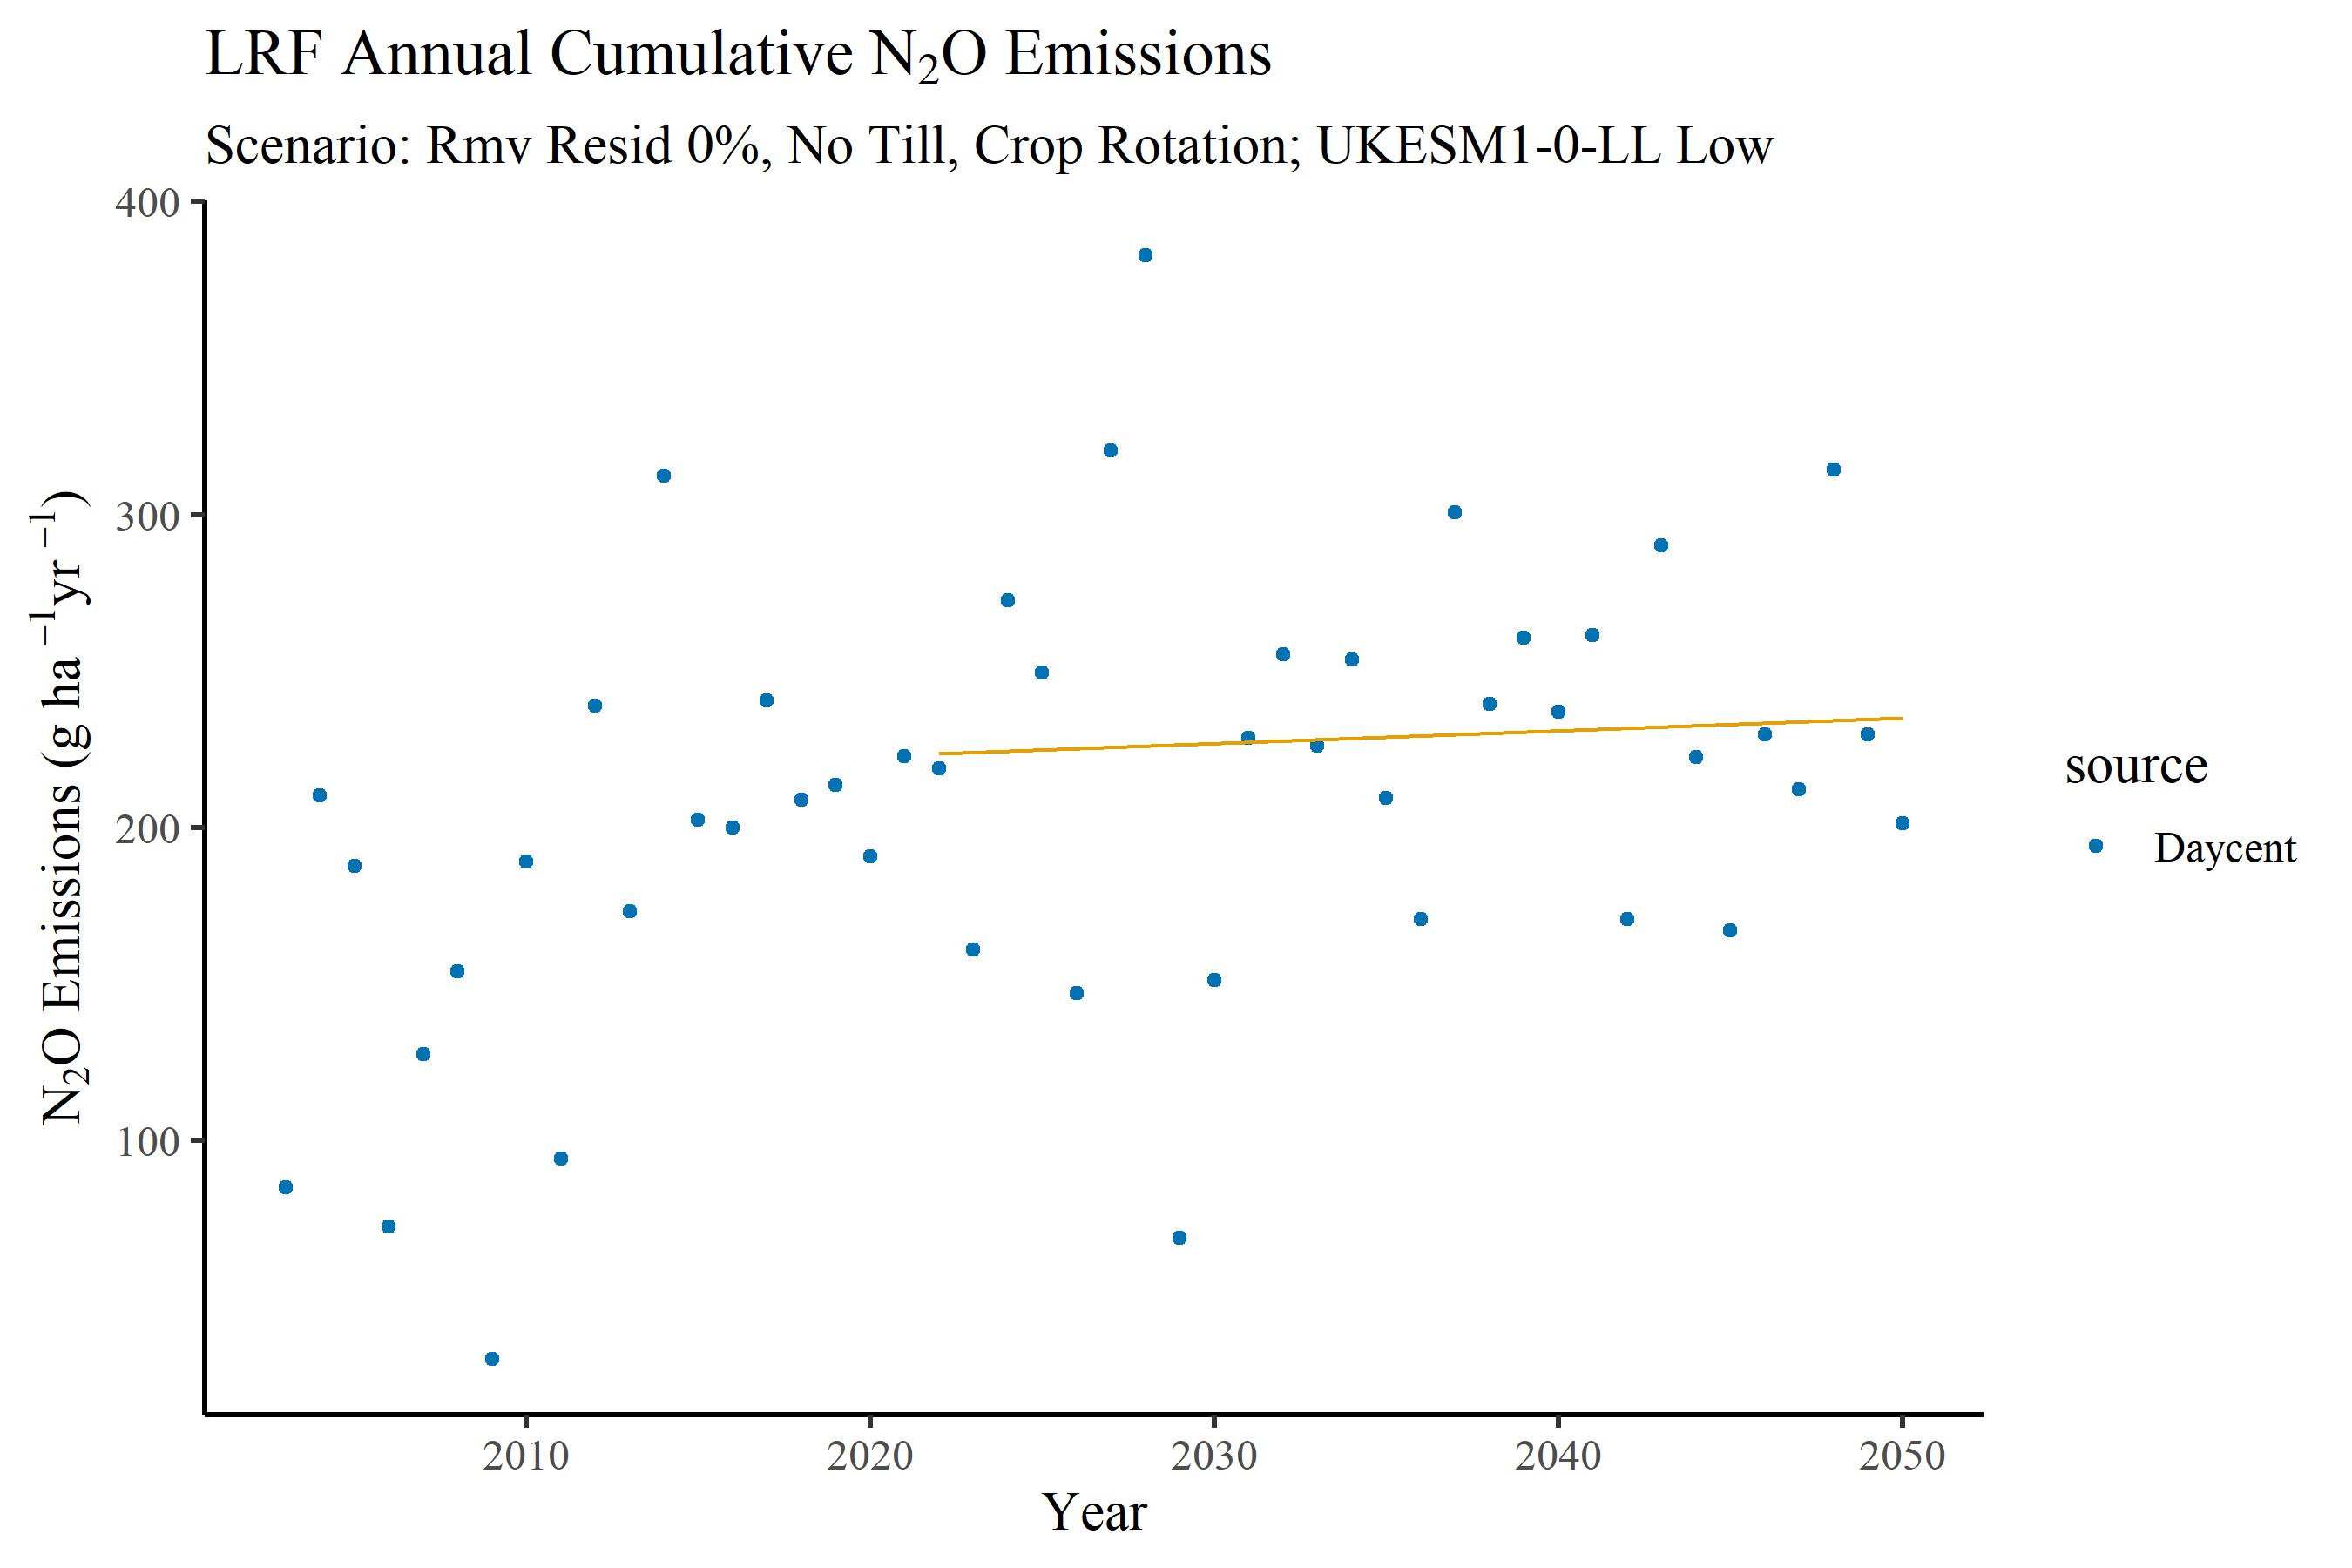 LRF Annual Cumulative N₂O Emissions
Scenario: Rmv Resid 0%, No Till, Crop Rotation; UKESM1-0-LL Low
N₂O Emissions (g ha⁻¹yr⁻¹)
400
300
200
100
2010 2020 2030 2040 2050
Year
source
Daycent